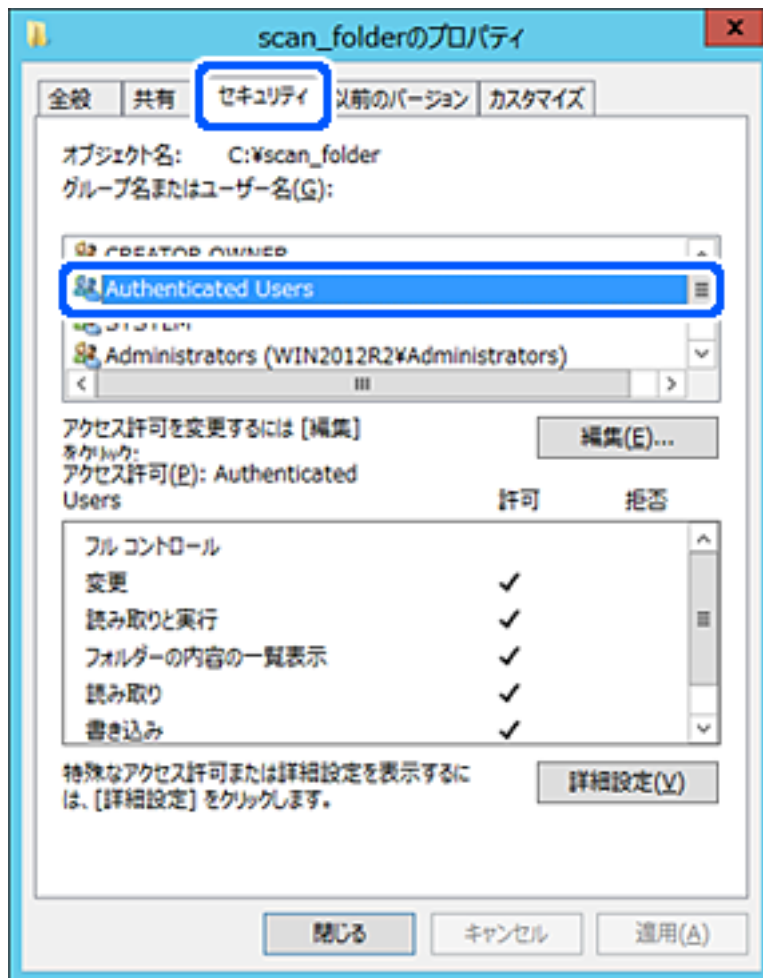 scan_folderのプロパティ
全般
共有
セキュリティ
以前のバージョン
カスタマイズ
オブジェクト名: C:¥scan_folder
グループ名またはユーザー名(G):
CREATOR OWNER
Authenticated Users
SYSTEM
Administrators (WIN2012R2¥Administrators)
アクセス許可を変更するには [編集]
をクリック:
編集(E)...
アクセス許可(P): Authenticated
Users
許可
拒否
フル コントロール
変更
読み取りと実行
フォルダーの内容の一覧表示
読み取り
書き込み
特殊なアクセス許可または詳細設定を表示するに
は、[詳細設定] をクリックします。
詳細設定(V)
閉じる
キャンセル
適用(A)